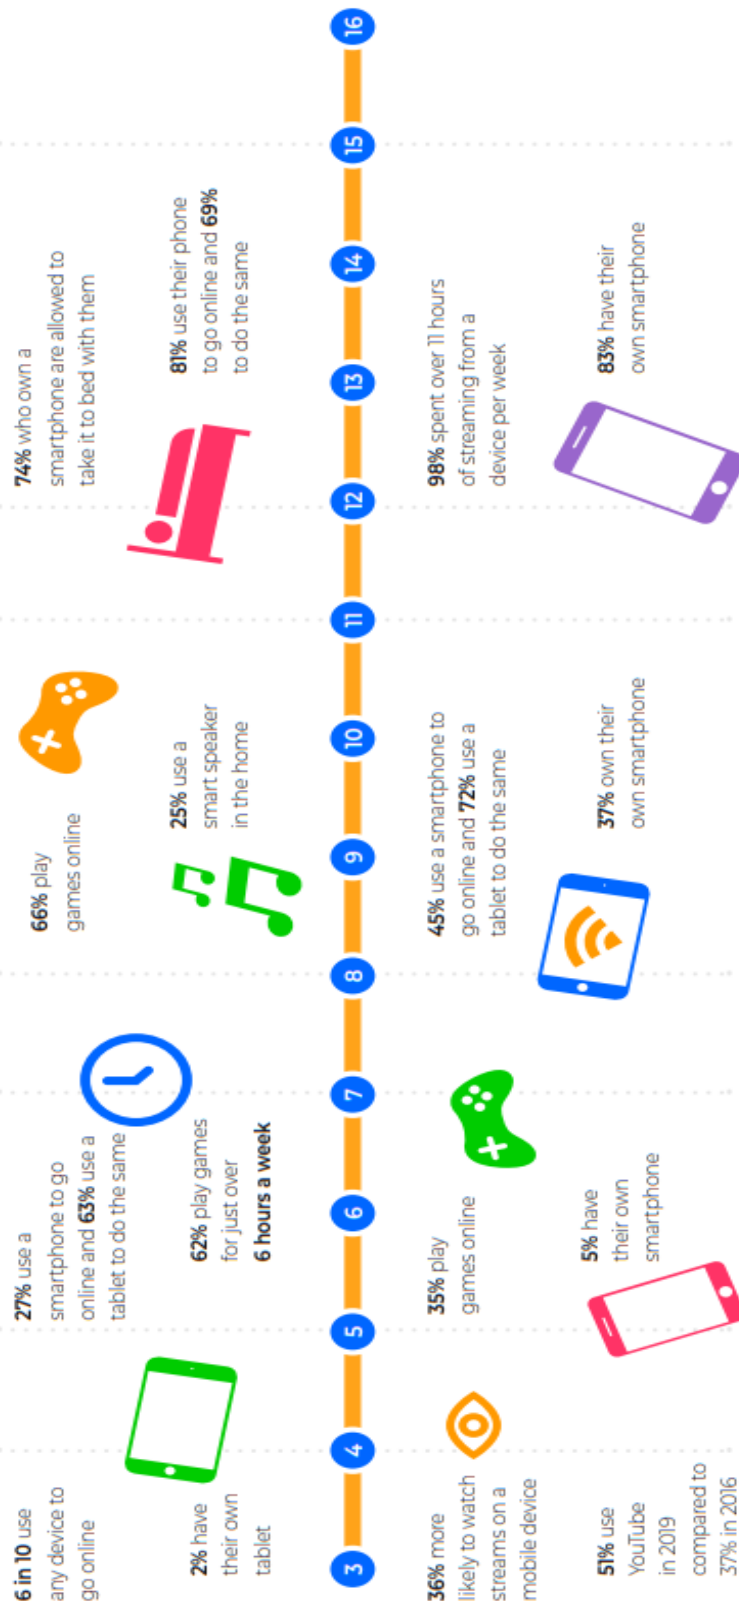 6 in 10 use
any device to
go online
2% have
their own
tablet
27% use a
smartphone to go
online and 63% use a
tablet to do the same
62% play games
for just over
6 hours a week
66% play
games online
25% use a
smart speaker
in the home
74% who own a
smartphone are allowed to
take it to bed with them
81% use their phone
to go online and 69%
to do the same
3 4 5 6 7 8 9 10 11 12 13 14 15 16
36% more
likely to watch
streams on a
mobile device
51% use
YouTube
in 2019
compared to
37% in 2016
35% play
games online
5% have
their own
smartphone
45% use a smartphone to
go online and 72% use a
tablet to do the same
37% own their
own smartphone
98% spent over 11 hours
of streaming from a
device per week
83% have their
own smartphone